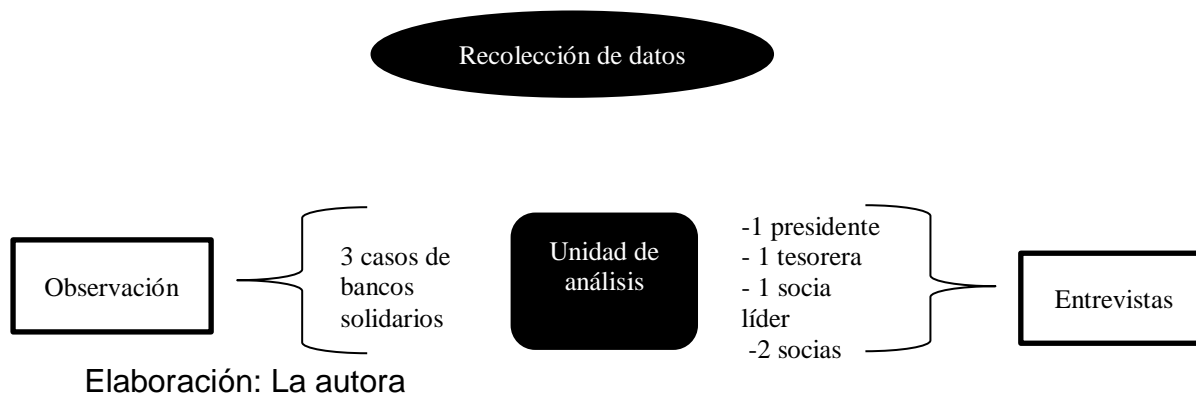 Recolección de datos
Observación
3 casos de
bancos
solidarios
Unidad de
análisis
-1 presidente
- 1 tesorera
- 1 socia
líder
-2 socias
Entrevistas
Elaboración: La autora